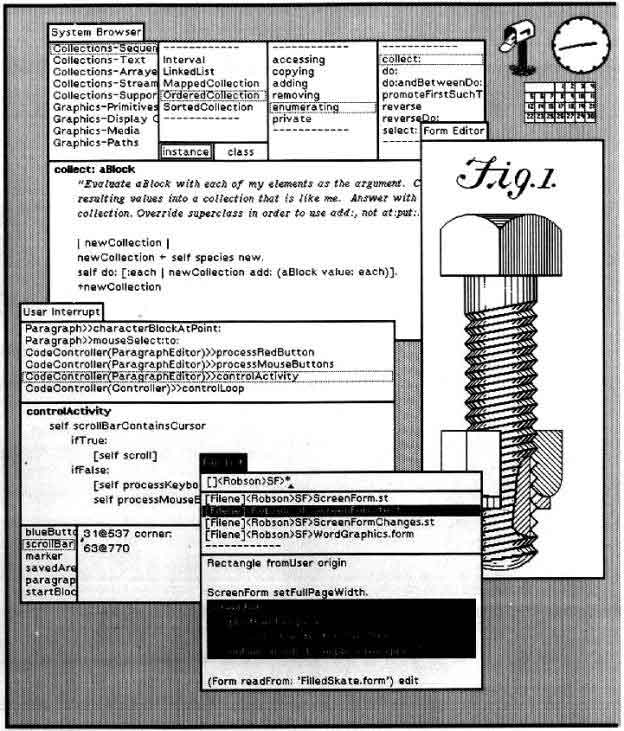 System Browser
Collections-Sequen
Collections-Text
Collections-Arraye
Collections-Stream
Collections-Suppor
Graphics-Primitives
Graphics-Display
Graphics-Media
Graphics-Paths
Interval
LinkedList
MappedCollection
OrderedCollection
SortedCollection
instance class
accessing
copying
adding
removing
enumerating
private
collect:
do:
do:andBetweenDo:
promoteFirstSuchT
reverse
reverseDo:
select:
collect: aBlock
"Evaluate aBlock with each of my elements as the argument. C
resulting values into a collection that is like me. Answer with
collection. Override superclass in order to use add:, not at:put:.
| newCollection |
newCollection ← self species new.
self do: [:each | newCollection add: (aBlock value: each)].
↑newCollection
Form Editor
Fig. 1.
User Interrupt
Paragraph>>characterBlockAtPoint:
Paragraph>>mouseSelect:to:
CodeController(ParagraphEditor)>>processRedButton
CodeController(ParagraphEditor)>>processMouseButtons
CodeController(ParagraphEditor)>>controlActivity
CodeController(Controller)>>controlLoop
controlActivity
self scrollBarContainsCursor
ifTrue:
[self scroll]
ifFalse:
[self processKeybo
self processMouseB
blueButto
scrollBar
marker
savedAre
paragrap
startBloc
31@537 corner:
63@770
[]<Robson>SF>*
[Filene]<Robson>SF>ScreenForm.st
[Filene]<Robson>SF>ScreenFormChanges.st
[Filene]<Robson>SF>WordGraphics.form
Rectangle fromUser origin
ScreenForm setFullPageWidth.
(Form readFrom: 'FilledSkate.form') edit